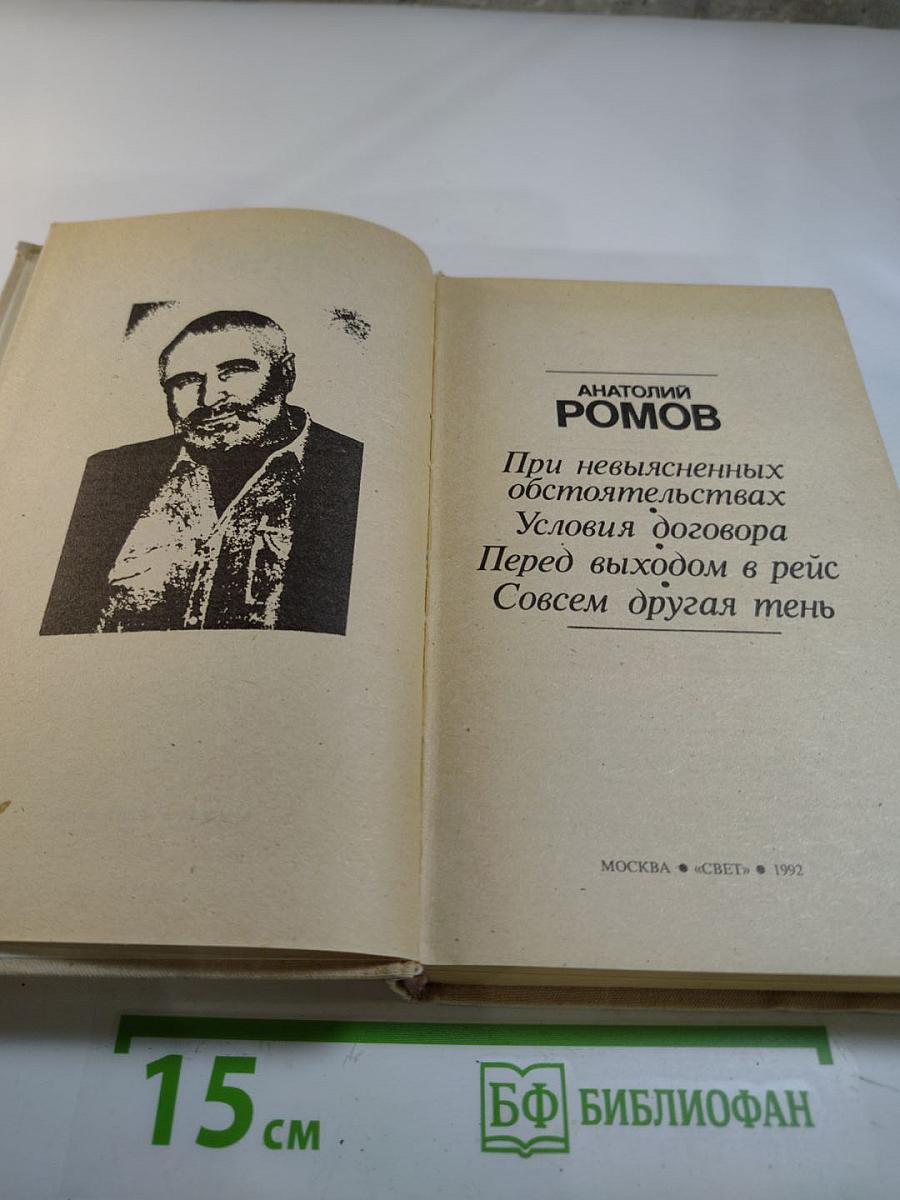 АНАТОЛИЙ
РОМОВ
При невыясненных
обстоятельствах
•
Условия договора
•
Перед выходом в рейс
•
Совсем другая тень
МОСКВА ● «СВЕТ» ● 1992
15 см
БФ БИБЛИОФАН